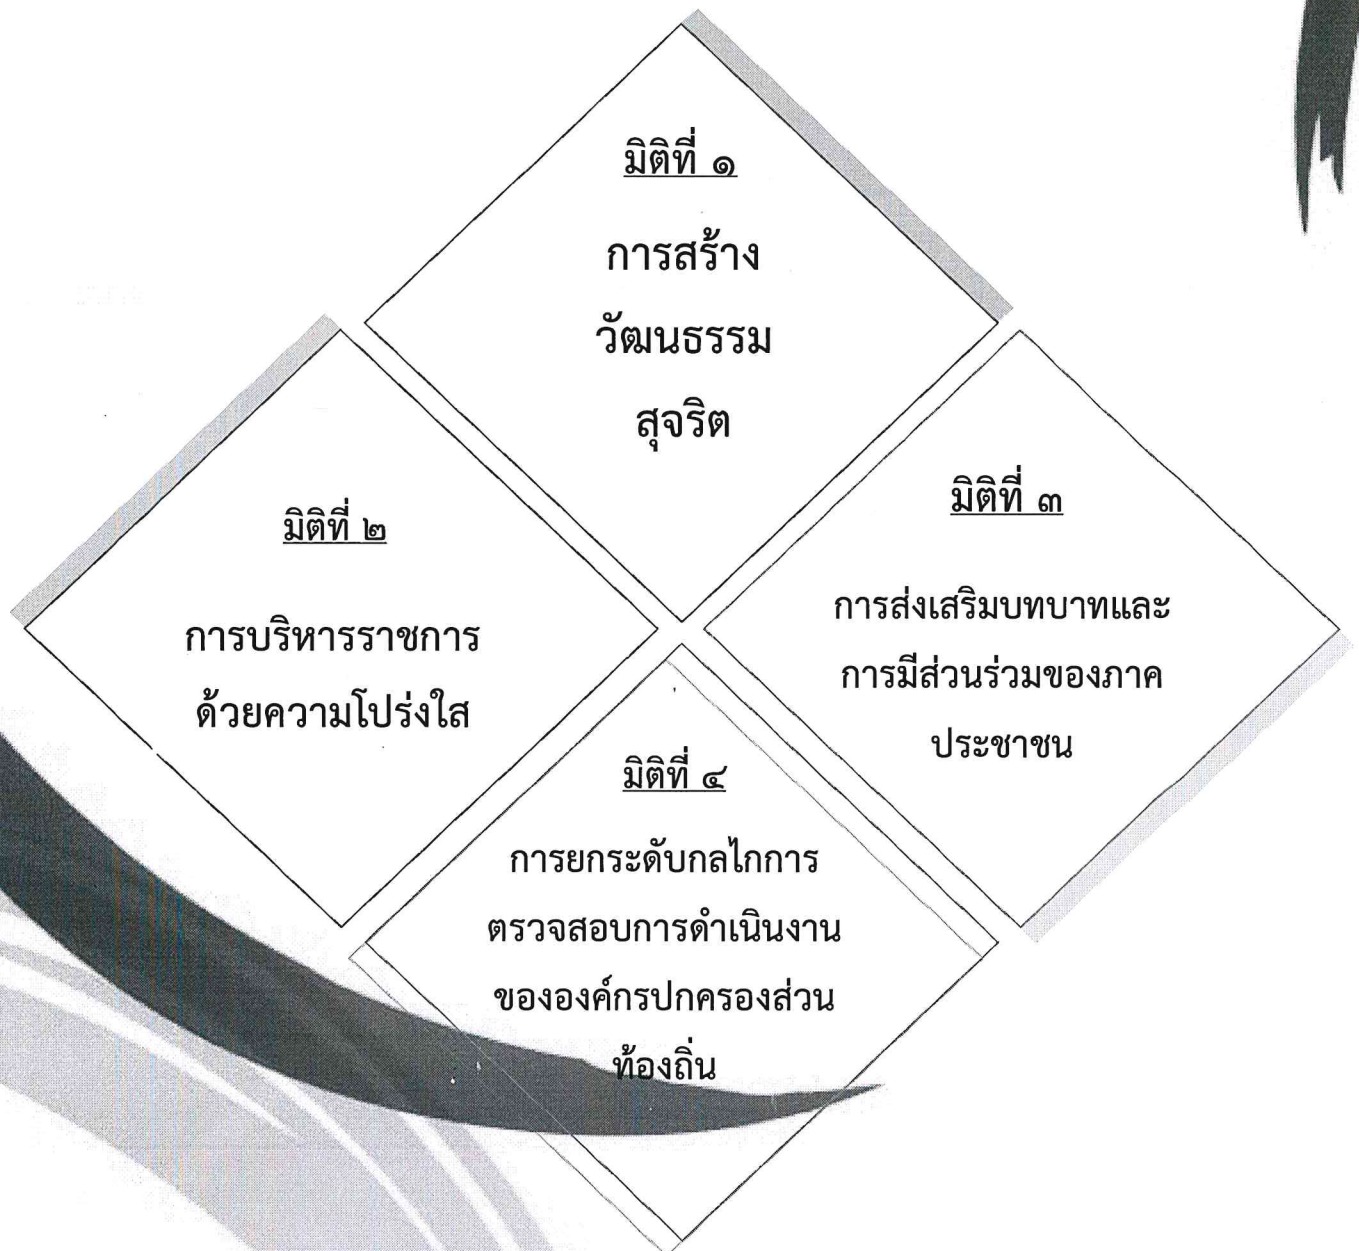 มิติที่ ๑
การสร้าง
วัฒนธรรม
สุจริต
มิติที่ ๒
การบริหารราชการ
ด้วยความโปร่งใส
มิติที่ ๓
การส่งเสริมบทบาทและ
การมีส่วนร่วมของภาค
ประชาชน
มิติที่ ๔
การยกระดับกลไกการ
ตรวจสอบการดำเนินงาน
ขององค์กรปกครองส่วน
ท้องถิ่น